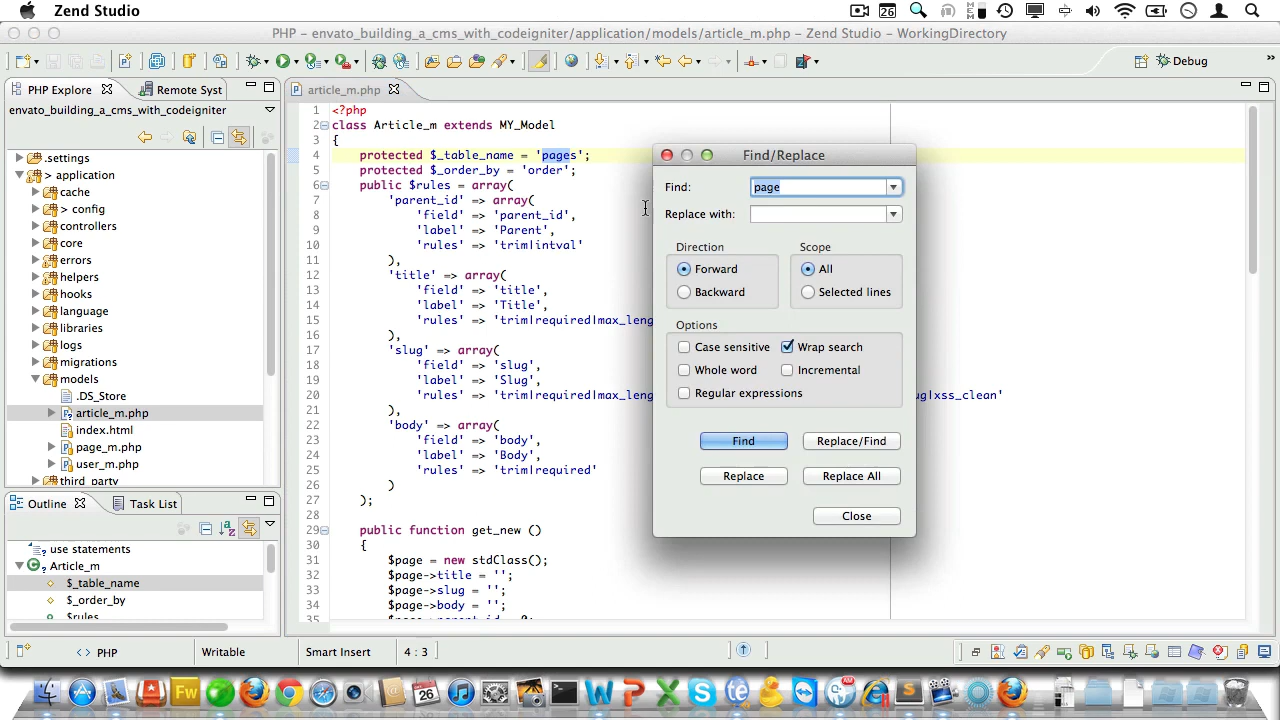 Zend Studio
26
PHP - envato_building_a_cms_with_codeigniter/application/models/article_m.php - Zend Studio - WorkingDirectory
Debug
PHP Explore
Remote Syst
article_m.php
envato_building_a_cms_with_codeigniter
.settings
> application
cache
> config
controllers
core
errors
helpers
hooks
language
libraries
logs
migrations
models
.DS_Store
article_m.php
index.html
page_m.php
user_m.php
third_party
Outline
Task List
use statements
Article_m
$_table_name
$_order_by
$rules
1 <?php
2 class Article_m extends MY_Model
3 {
4 protected $_table_name = 'pages';
5 protected $_order_by = 'order';
6 public $rules = array(
7 'parent_id' => array(
8 'field' => 'parent_id',
9 'label' => 'Parent',
10 'rules' => 'trim|intval'
11 ),
12 'title' => array(
13 'field' => 'title',
14 'label' => 'Title',
15 'rules' => 'trim|required|max_leng
16 ),
17 'slug' => array(
18 'field' => 'slug',
19 'label' => 'Slug',
20 'rules' => 'trim|required|max_leng ug|xss_clean'
21 ),
22 'body' => array(
23 'field' => 'body',
24 'label' => 'Body',
25 'rules' => 'trim|required'
26 )
27 );
28
29 public function get_new ()
30 {
31 $page = new stdClass();
32 $page->title = '';
33 $page->slug = '';
34 $page->body = '';
35 $page->parent_id = 0;
Find/Replace
Find: page
Replace with:
Direction
Scope
Forward
All
Backward
Selected lines
Options
Case sensitive
Wrap search
Whole word
Incremental
Regular expressions
Find
Replace/Find
Replace
Replace All
Close
<> PHP
Writable
Smart Insert
4 : 3
Fw
26